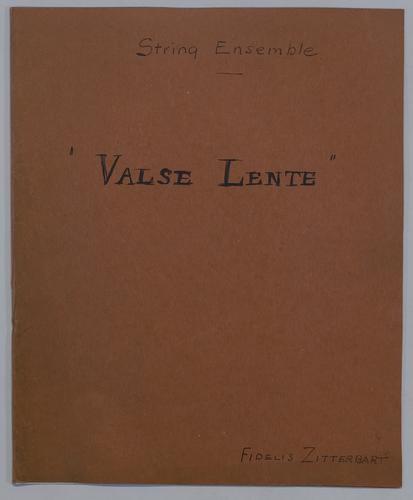 String Ensemble
' VALSE LENTE "
FIDELIS ZITTERBART